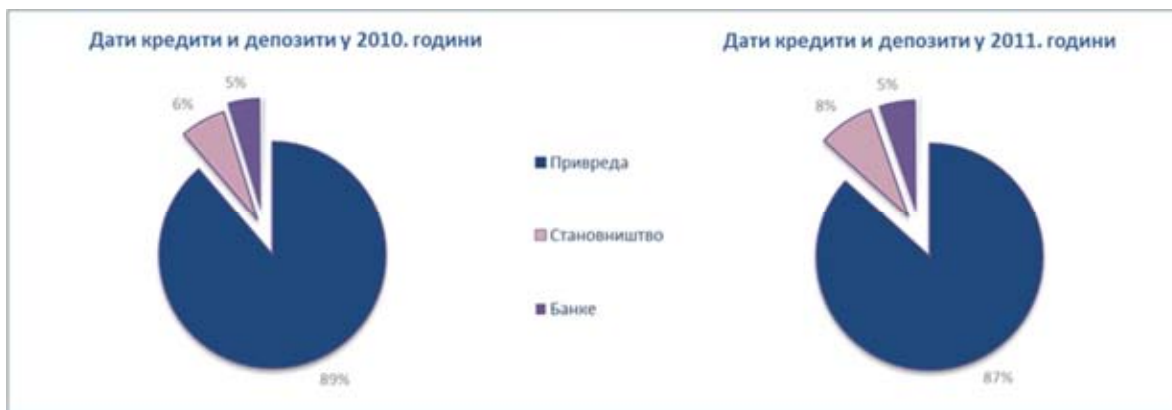 Дати кредити и депозити у 2010. години
5%
6%
89%
Привреда
Становништво
Банке
Дати кредити и депозити у 2011. години
5%
8%
87%